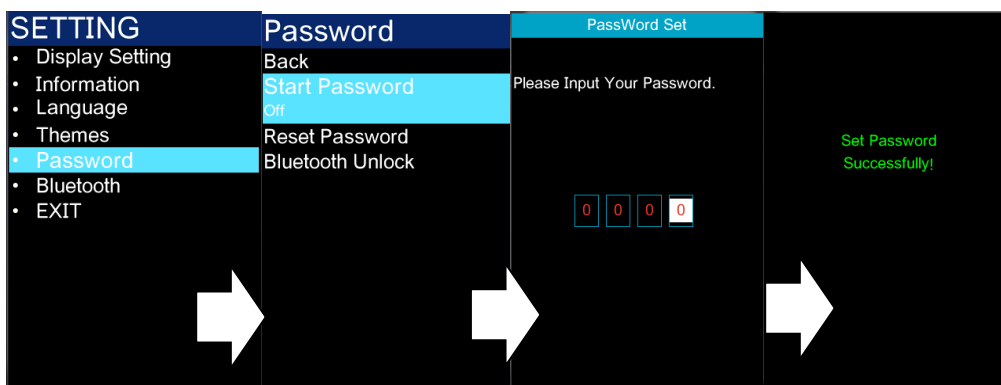 SETTING
• Display Setting
• Information
• Language
• Themes
• Password
• Bluetooth
• EXIT
Password
Back
Start Password
Off
Reset Password
Bluetooth Unlock
PassWord Set
Please Input Your Password.
0 0 0 0
Set Password
Successfully!